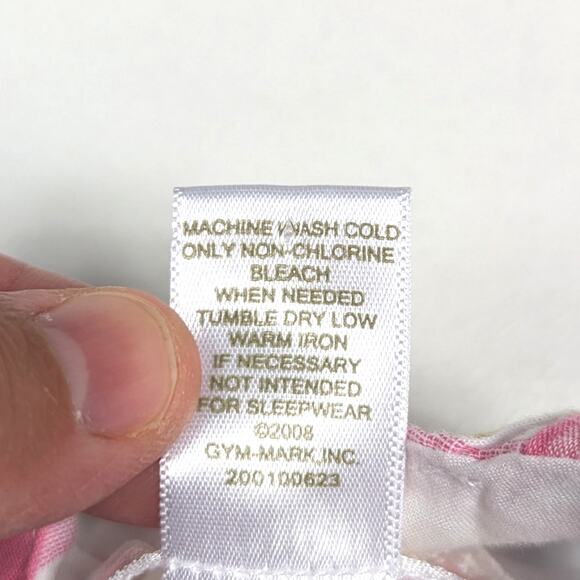 MACHINE WASH COLD
ONLY NON-CHLORINE
BLEACH
WHEN NEEDED
TUMBLE DRY LOW
WARM IRON
IF NECESSARY
NOT INTENDED
FOR SLEEPWEAR
©2008
GYM-MARK,INC.
200100623